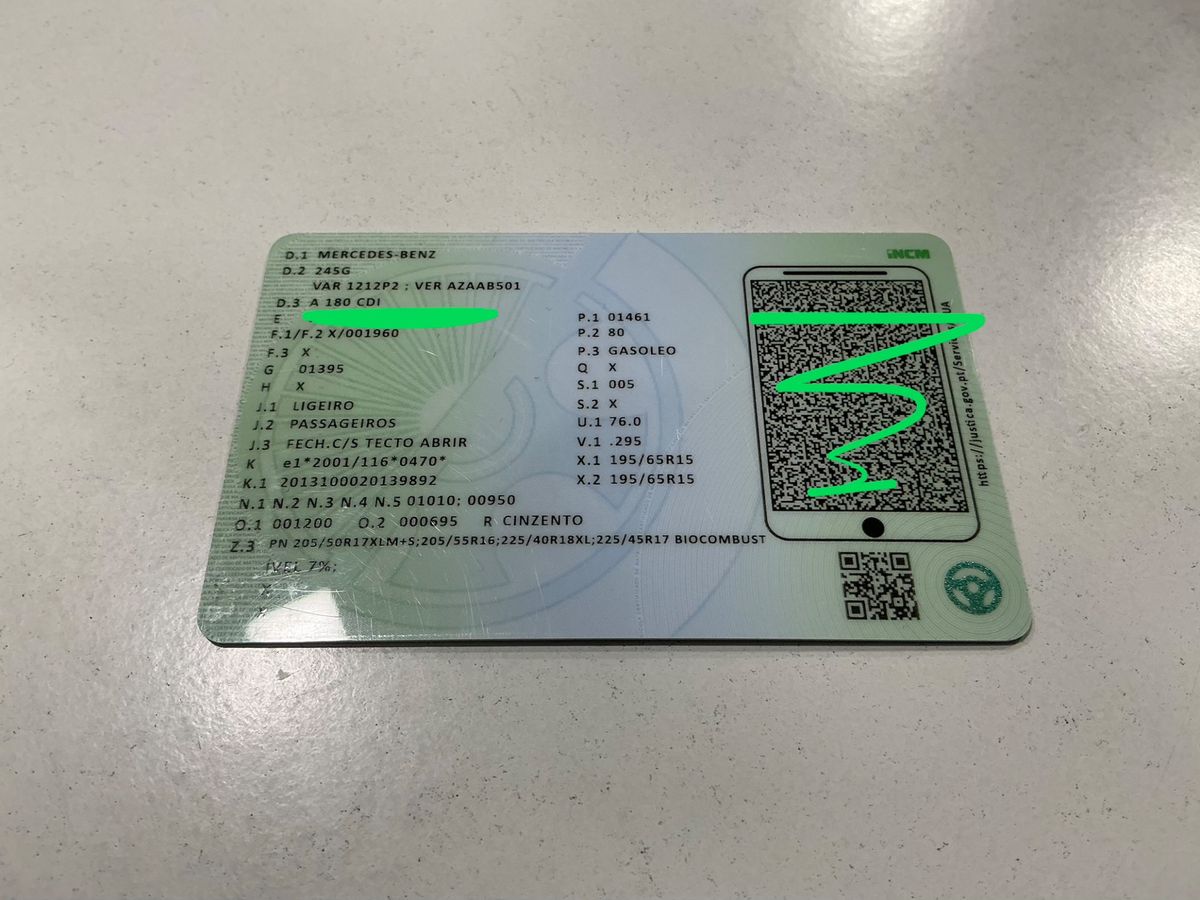 D.1 MERCEDES-BENZ
D.2 245G
VAR 1212P2 ; VER AZAAB501
D.3 A 180 CDI
E
F.1/F.2 X/001960
F.3 X
G 01395
H X
J.1 LIGEIRO
J.2 PASSAGEIROS
J.3 FECH.C/S TECTO ABRIR
K e1*2001/116*0470*
K.1 2013100020139892
N.1 N.2 N.3 N.4 N.5 01010; 00950
O.1 001200 O.2 000695 R CINZENTO
Z.3 PN 205/50R17XLM+S;205/55R16;225/40R18XL;225/45R17 BIOCOMBUST
IVEL 7%;
X
X
P.1 01461
P.2 80
P.3 GASOLEO
Q X
S.1 005
S.2 X
U.1 76.0
V.1 .295
X.1 195/65R15
X.2 195/65R15
INCM
https://justica.gov.pt/Servi